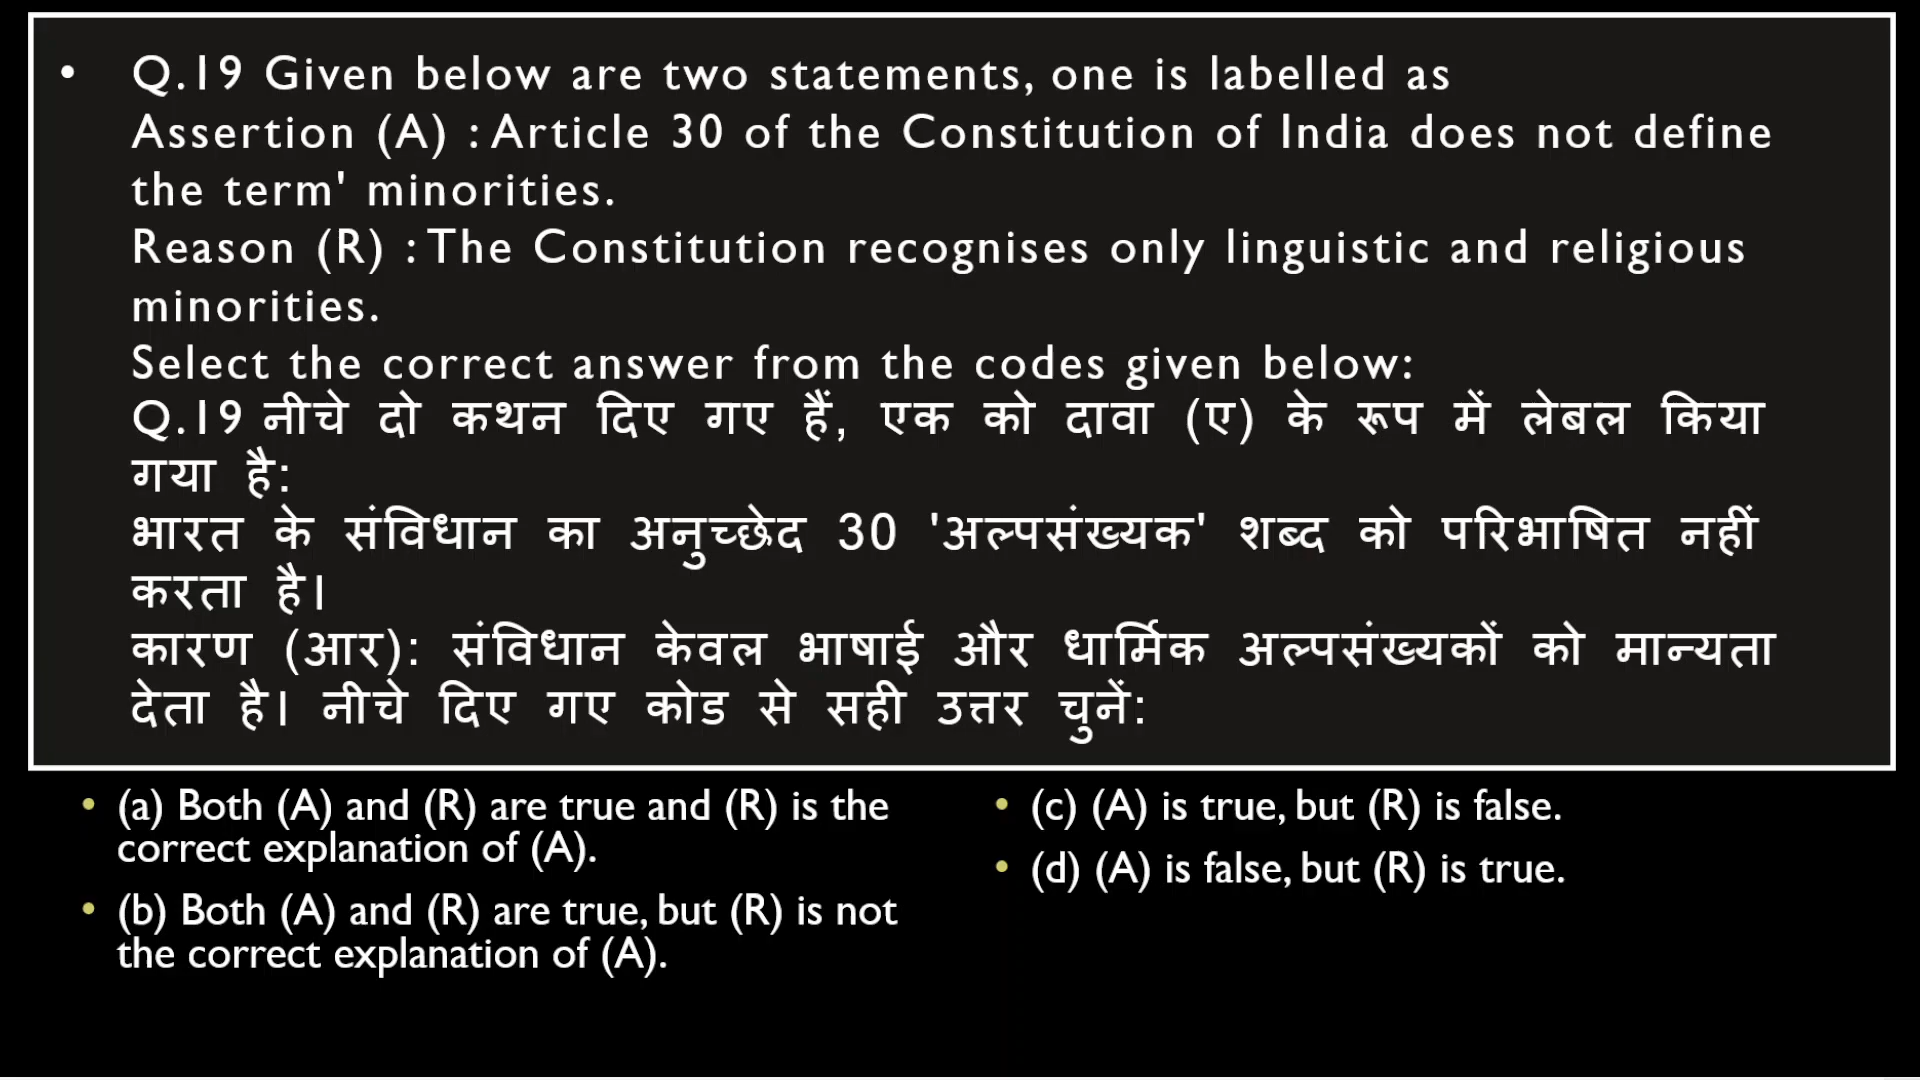 • Q.19 Given below are two statements, one is labelled as
Assertion (A) : Article 30 of the Constitution of India does not define
the term' minorities.
Reason (R) : The Constitution recognises only linguistic and religious
minorities.
Select the correct answer from the codes given below:
Q.19 नीचे दो कथन दिए गए हैं, एक को दावा (ए) के रूप में लेबल किया
गया है:
भारत के संविधान का अनुच्छेद 30 'अल्पसंख्यक' शब्द को परिभाषित नहीं
करता है।
कारण (आर): संविधान केवल भाषाई और धार्मिक अल्पसंख्यकों को मान्यता
देता है। नीचे दिए गए कोड से सही उत्तर चुनें:
• (a) Both (A) and (R) are true and (R) is the
correct explanation of (A).
• (b) Both (A) and (R) are true, but (R) is not
the correct explanation of (A).
• (c) (A) is true, but (R) is false.
• (d) (A) is false, but (R) is true.